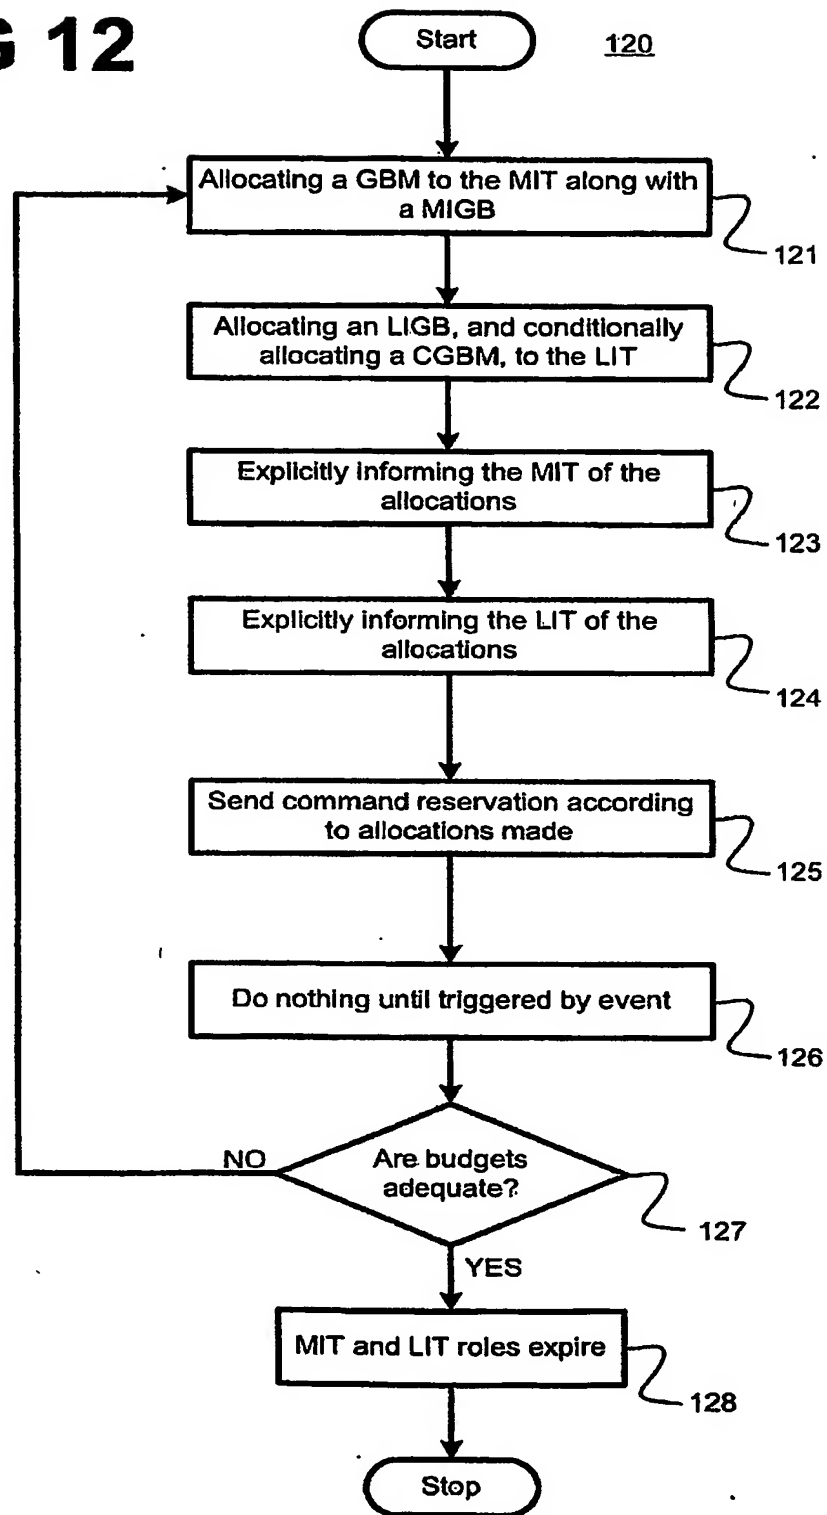 G 12
Start
120
Allocating a GBM to the MIT along with
a MIGB
121
Allocating an LIGB, and conditionally
allocating a CGBM, to the LIT
122
Explicitly informing the MIT of the
allocations
123
Explicitly informing the LIT of the
allocations
124
Send command reservation according
to allocations made
125
Do nothing until triggered by event
126
NO
Are budgets
adequate?
127
YES
MIT and LIT roles expire
128
Stop